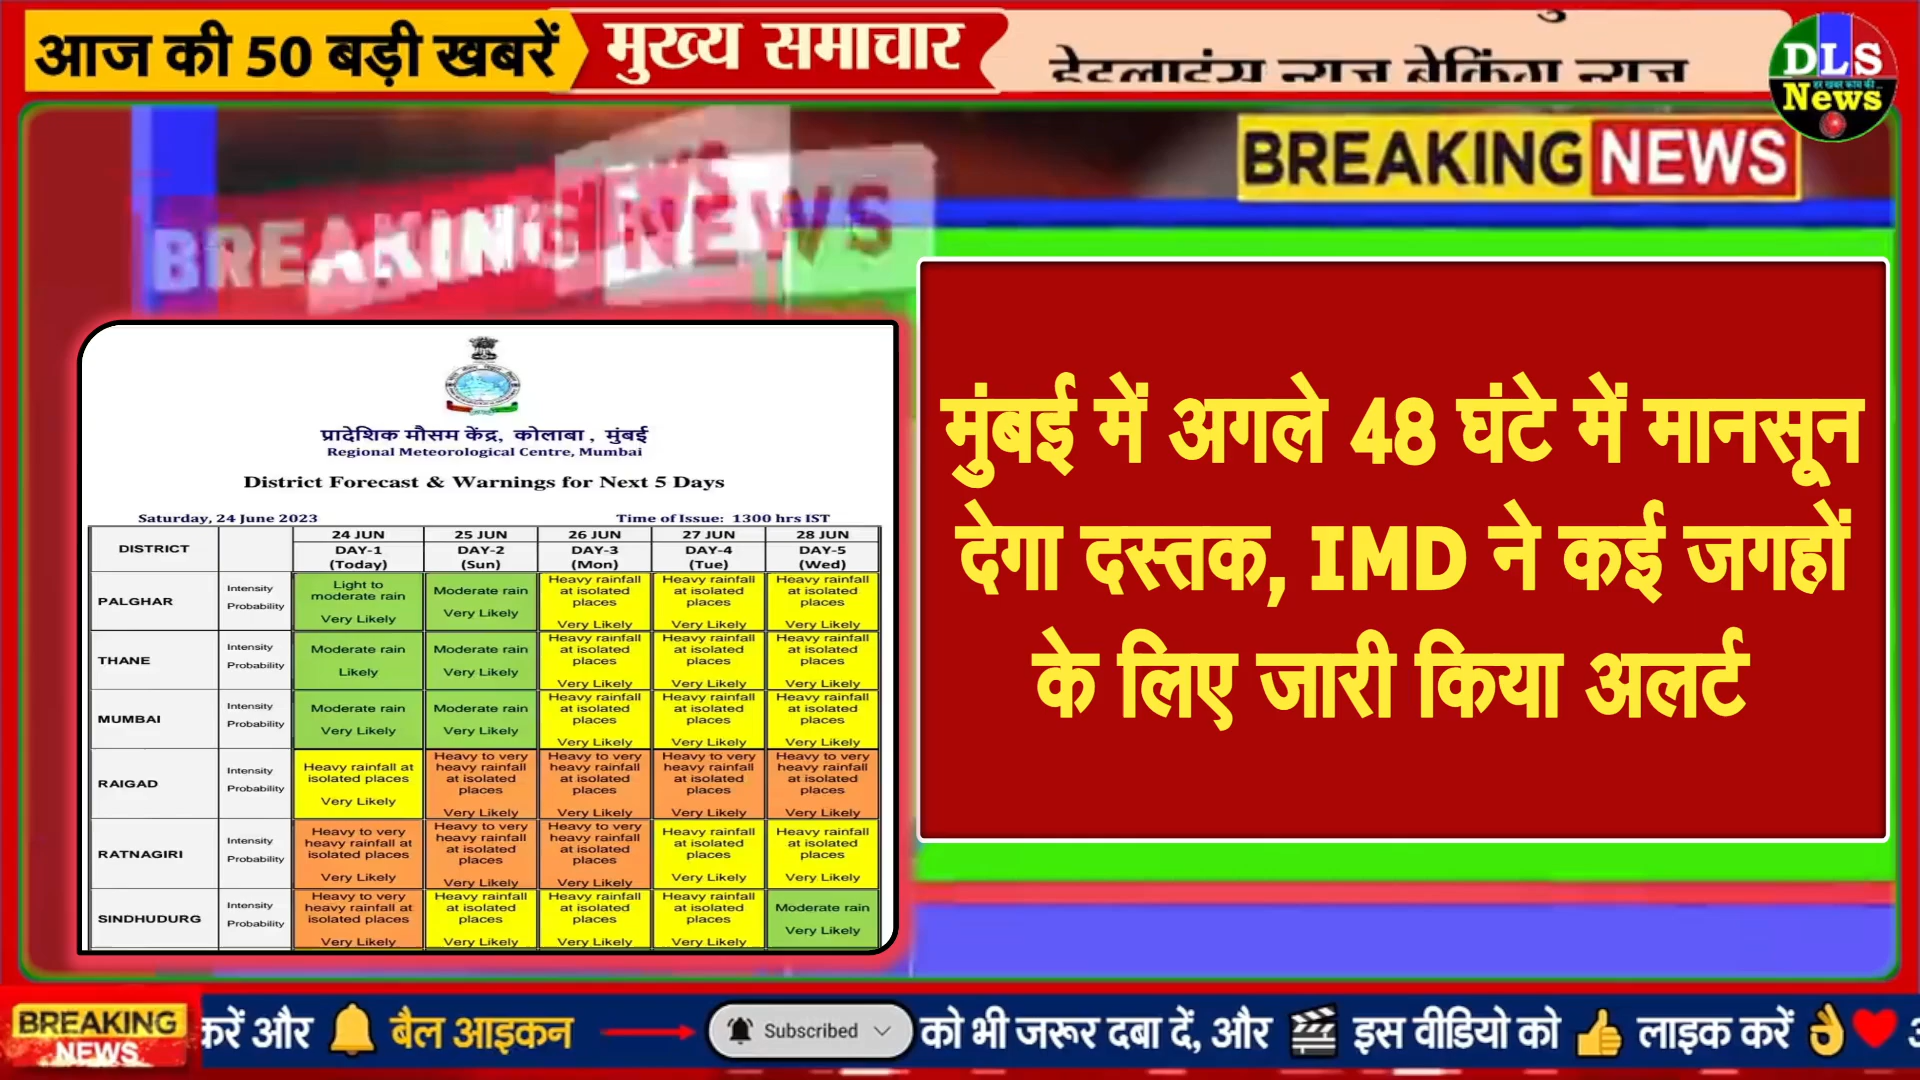 आज की 50 बड़ी खबरें
मुख्य समाचार
हेडलाइंस न्यूज ब्रेकिंग न्यूज
DLS
हर खबर काम की...
News
BREAKING NEWS
BREAKING NEWS
NEWS
प्रादेशिक मौसम केंद्र, कोलाबा , मुंबई
Regional Meteorological Centre, Mumbai
District Forecast & Warnings for Next 5 Days
Saturday, 24 June 2023 Time of Issue: 1300 hrs IST
DISTRICT 24 JUN 25 JUN 26 JUN 27 JUN 28 JUN
DAY-1 DAY-2 DAY-3 DAY-4 DAY-5
(Today) (Sun) (Mon) (Tue) (Wed)
PALGHAR Intensity Light to moderate rain Moderate rain Heavy rainfall at isolated places Heavy rainfall at isolated places Heavy rainfall at isolated places
Probability Very Likely Very Likely Very Likely Very Likely Very Likely
THANE Intensity Moderate rain Moderate rain Heavy rainfall at isolated places Heavy rainfall at isolated places Heavy rainfall at isolated places
Probability Likely Very Likely Very Likely Very Likely Very Likely
MUMBAI Intensity Moderate rain Moderate rain Heavy rainfall at isolated places Heavy rainfall at isolated places Heavy rainfall at isolated places
Probability Very Likely Very Likely Very Likely Very Likely Very Likely
RAIGAD Intensity Heavy rainfall at isolated places Heavy to very heavy rainfall at isolated places Heavy to very heavy rainfall at isolated places Heavy to very heavy rainfall at isolated places Heavy to very heavy rainfall at isolated places
Probability Very Likely Very Likely Very Likely Very Likely Very Likely
RATNAGIRI Intensity Heavy to very heavy rainfall at isolated places Heavy to very heavy rainfall at isolated places Heavy to very heavy rainfall at isolated places Heavy rainfall at isolated places Heavy rainfall at isolated places
Probability Very Likely Very Likely Very Likely Very Likely Very Likely
SINDHUDURG Intensity Heavy to very heavy rainfall at isolated places Heavy rainfall at isolated places Heavy rainfall at isolated places Heavy rainfall at isolated places Moderate rain
Probability Very Likely Very Likely Very Likely Very Likely Very Likely
मुंबई में अगले 48 घंटे में मानसून
देगा दस्तक, IMD ने कई जगहों
के लिए जारी किया अलर्ट
BREAKING
NEWS
करें और बैल आइकन Subscribed को भी जरूर दबा दें, और इस वीडियो को लाइक करें